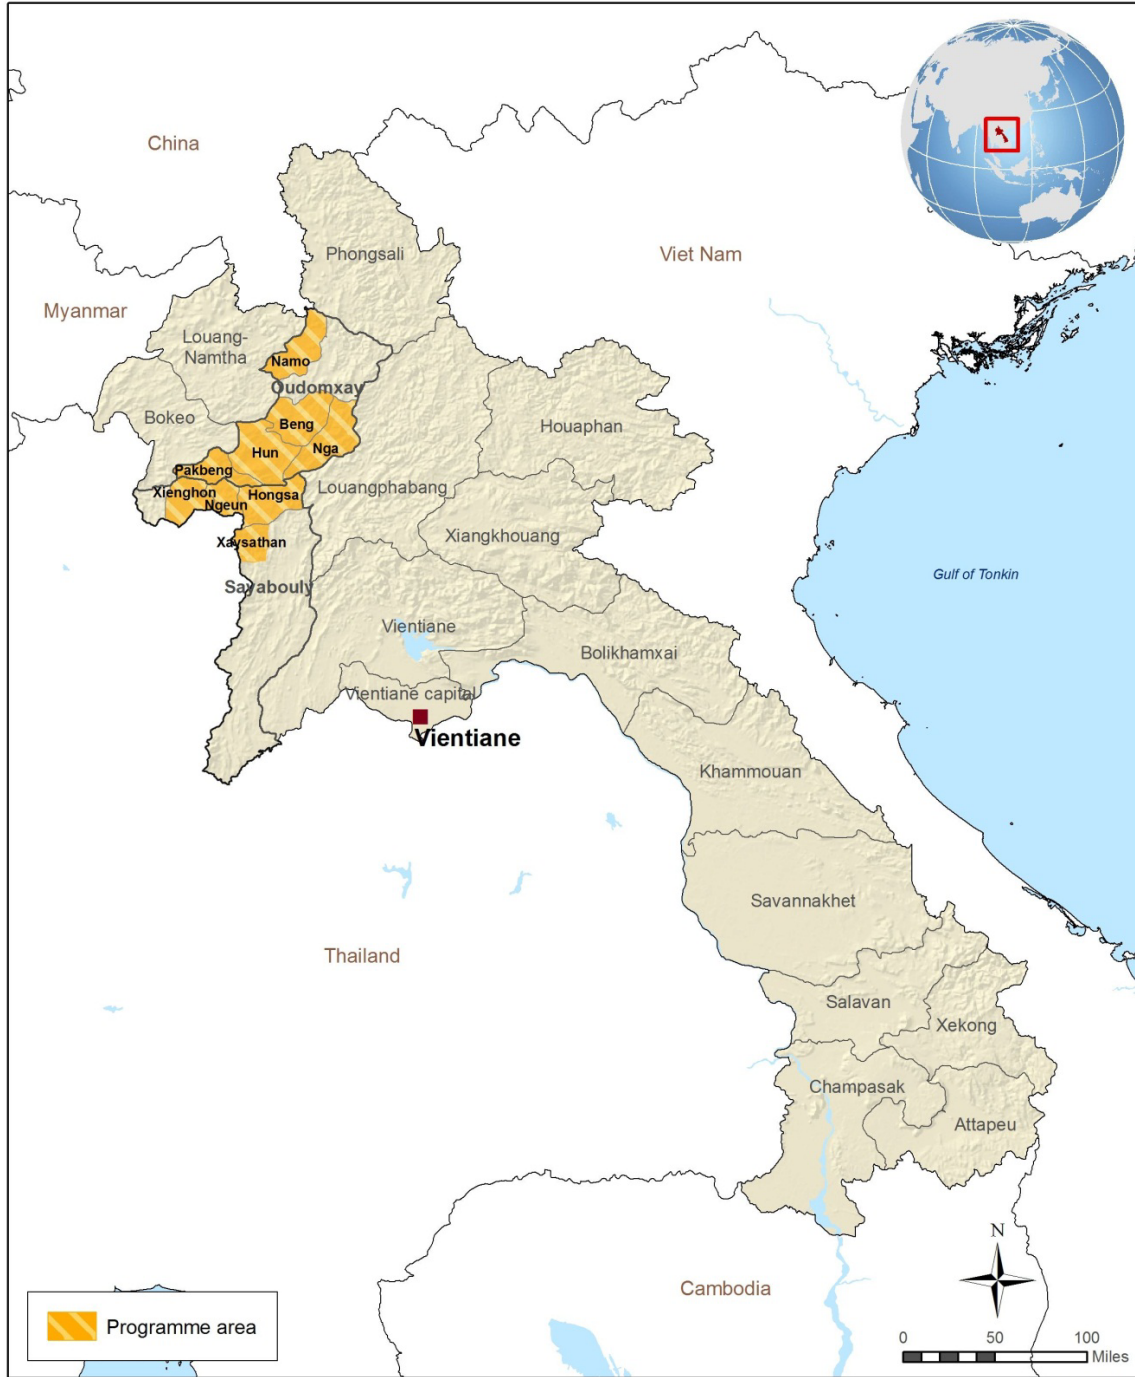 China
Viet Nam
Myanmar
Phongsali
Louang-
Namtha
Namo
Oudomxay
Bokeo
Beng
Houaphan
Hun
Nga
Pakbeng
Louangphabang
Xienghon
Ngeun
Hongsa
Xiangkhouang
Xaysathan
Gulf of Tonkin
Sayabouly
Vientiane
Bolikhamxai
Vientiane capital
Vientiane
Khammouan
Savannakhet
Thailand
Salavan
Xekong
Champasak
Attapeu
N
Cambodia
Programme area
0 50 100
Miles